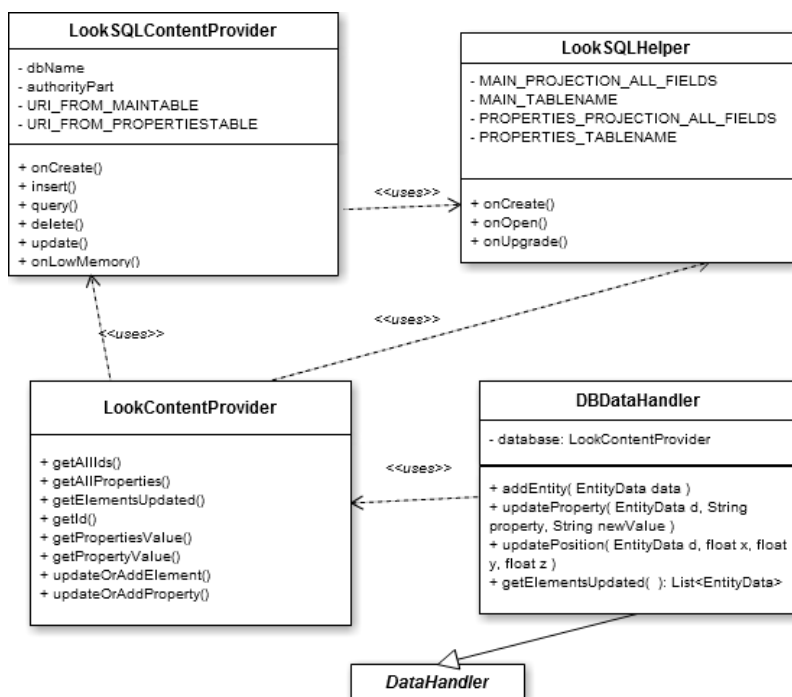 LookSQLContentProvider
- dbName
- authorityPart
- URI_FROM_MAINTABLE
- URI_FROM_PROPERTIESTABLE
+ onCreate()
+ insert()
+ query()
+ delete()
+ update()
+ onLowMemory()
<<uses>>
LookSQLHelper
- MAIN_PROJECTION_ALL_FIELDS
- MAIN_TABLENAME
- PROPERTIES_PROJECTION_ALL_FIELDS
- PROPERTIES_TABLENAME
+ onCreate()
+ onOpen()
+ onUpgrade()
<<uses>>
<<uses>>
LookContentProvider
+ getAllIds()
+ getAllProperties()
+ getElementsUpdated()
+ getId()
+ getPropertiesValue()
+ getPropertyValue()
+ updateOrAddElement()
+ updateOrAddProperty()
<<uses>>
DBDataHandler
- database: LookContentProvider
+ addEntity( EntityData data )
+ updateProperty( EntityData d, String
property, String newValue )
+ updatePosition( EntityData d, float x, float
y, float z )
+ getElementsUpdated(  ): List<EntityData>
DataHandler